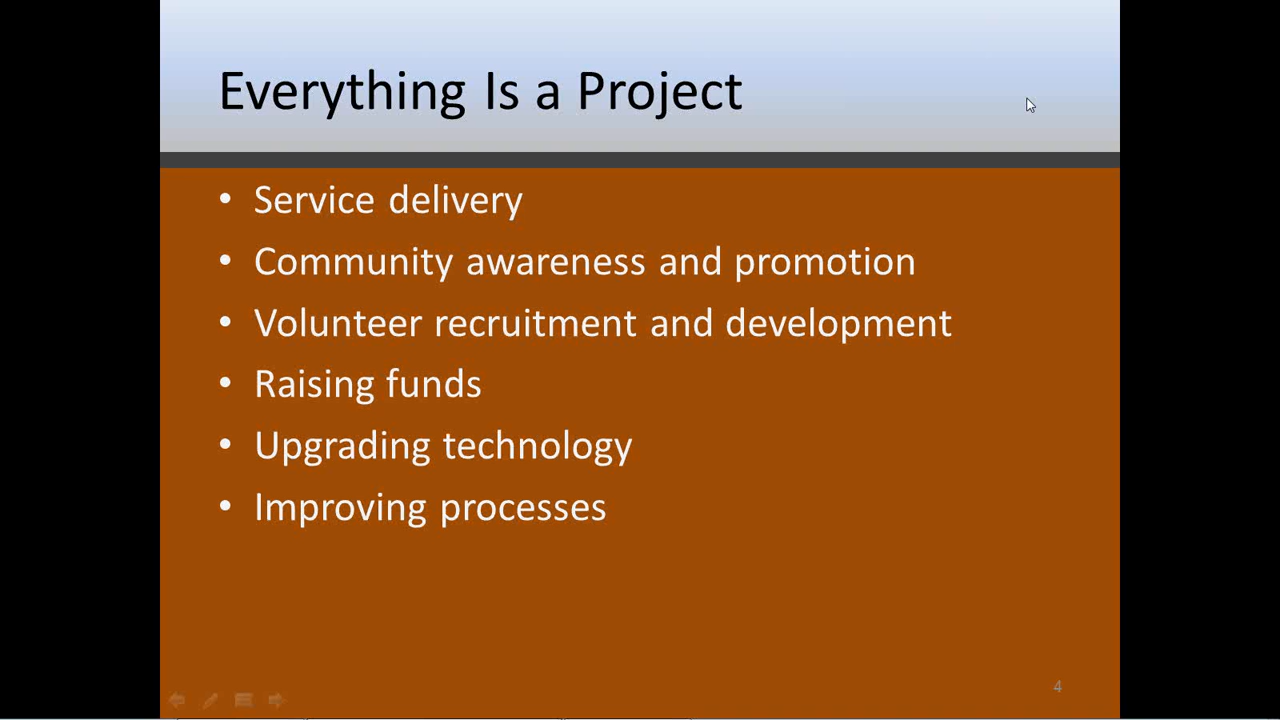 Everything Is a Project
• Service delivery
• Community awareness and promotion
• Volunteer recruitment and development
• Raising funds
• Upgrading technology
• Improving processes
4